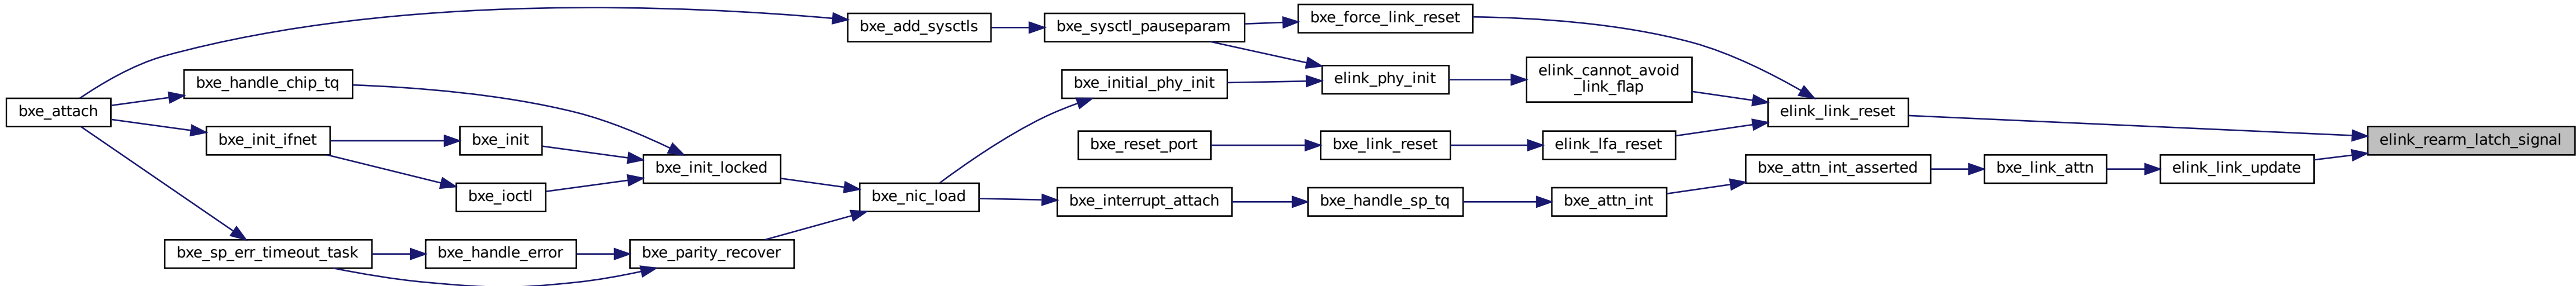 bxe_attach
bxe_handle_chip_tq
bxe_init_ifnet
bxe_sp_err_timeout_task
bxe_init
bxe_ioctl
bxe_handle_error
bxe_init_locked
bxe_parity_recover
bxe_add_sysctls
bxe_nic_load
bxe_sysctl_pauseparam
bxe_initial_phy_init
bxe_reset_port
bxe_interrupt_attach
bxe_force_link_reset
elink_phy_init
bxe_link_reset
bxe_handle_sp_tq
elink_cannot_avoid
_link_flap
elink_lfa_reset
bxe_attn_int
elink_link_reset
bxe_attn_int_asserted
bxe_link_attn
elink_link_update
elink_rearm_latch_signal